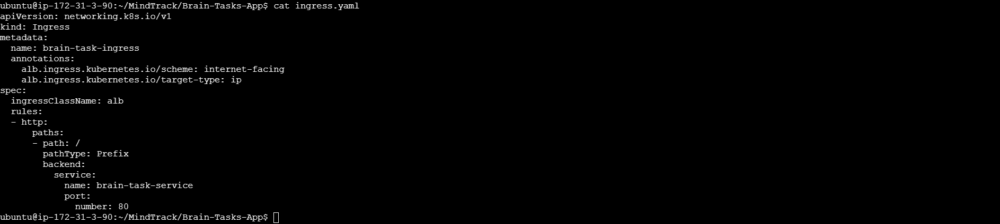 ubuntu@ip-172-31-3-90:~/MindTrack/Brain-Tasks-App$ cat ingress.yaml
apiVersion: networking.k8s.io/v1
kind: Ingress
metadata:
  name: brain-task-ingress
  annotations:
    alb.ingress.kubernetes.io/scheme: internet-facing
    alb.ingress.kubernetes.io/target-type: ip
spec:
  ingressClassName: alb
  rules:
  - http:
      paths:
      - path: /
        pathType: Prefix
        backend:
          service:
            name: brain-task-service
            port:
              number: 80
ubuntu@ip-172-31-3-90:~/MindTrack/Brain-Tasks-App$